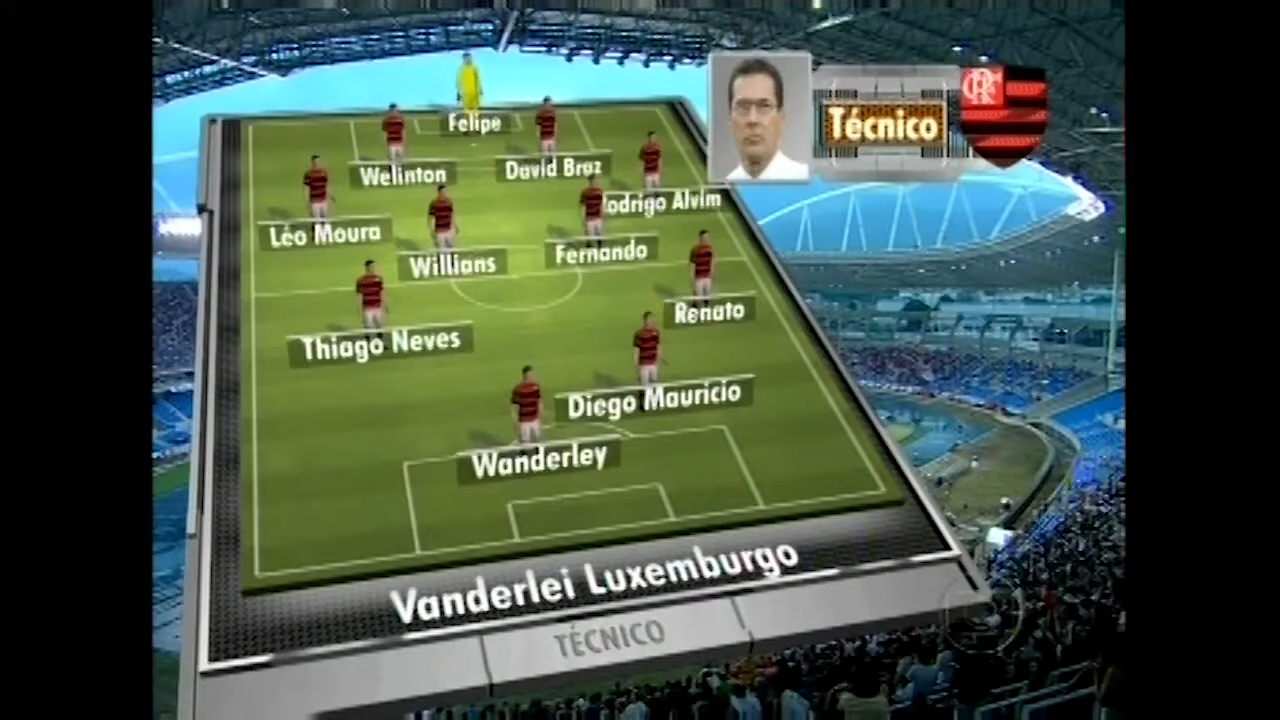 Técnico
Felipe
Welinton
David Braz
odrigo Alvim
Léo Moura
Willians
Fernando
Thiago Neves
Renato
Diego Mauricio
Wanderley
Vanderlei Luxemburgo
TÉCNICO